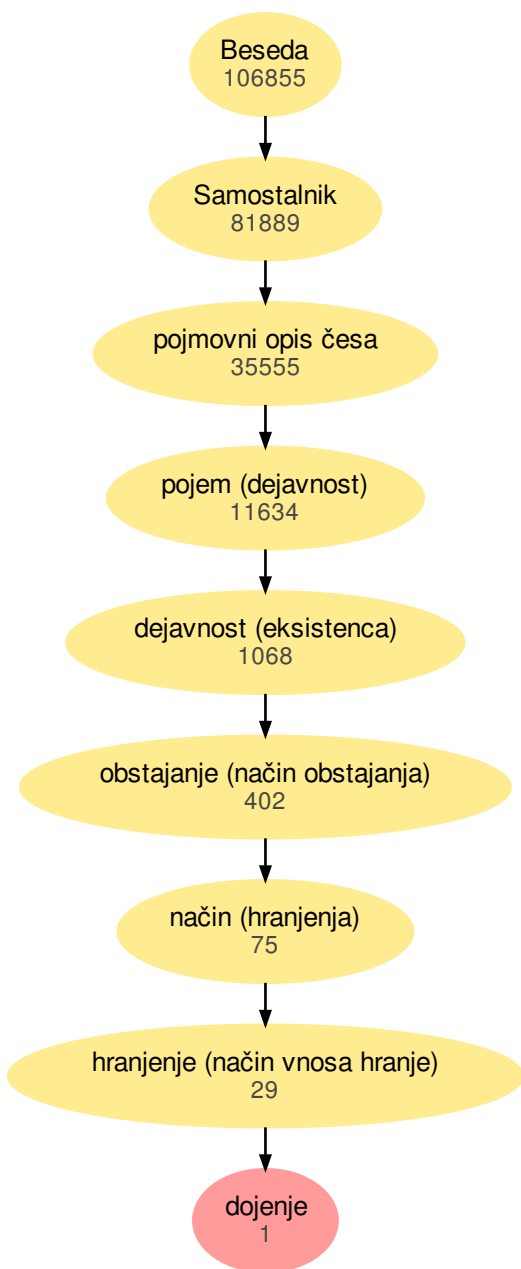 Beseda
106855
Samostalnik
81889
pojmovni opis česa
35555
pojem (dejavnost)
11634
dejavnost (eksistenca)
1068
obstajanje (način obstajanja)
402
način (hranjenja)
75
hranjenje (način vnosa hranje)
29
dojenje
1